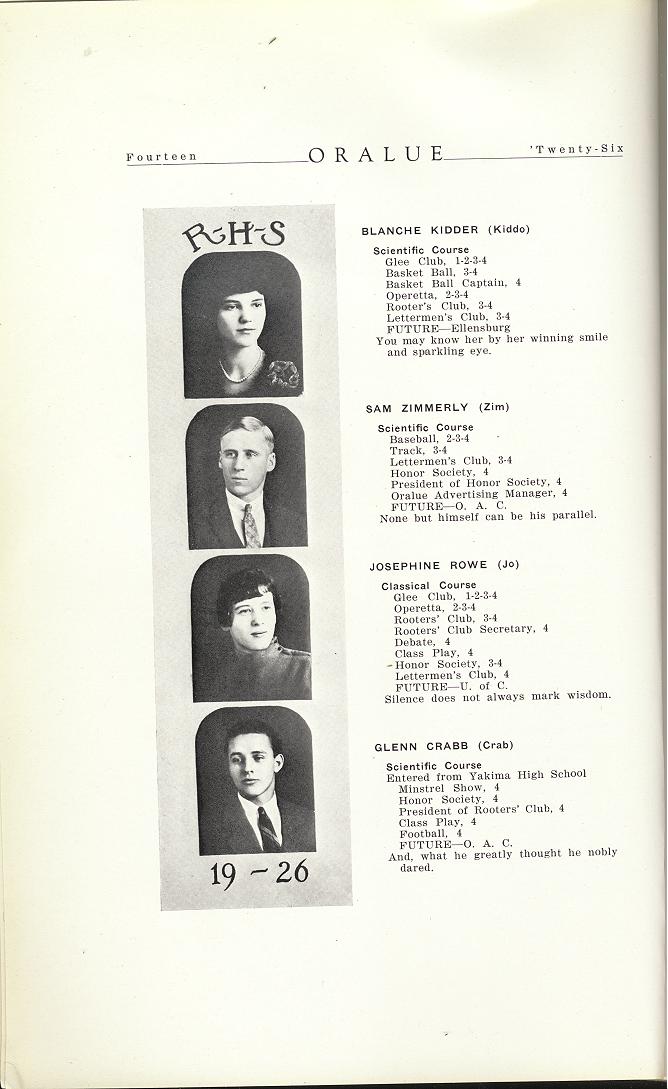 Fourteen ORALUE 'Twenty-Six
R-H-S
BLANCHE KIDDER (Kiddo)
Scientific Course
Glee Club, 1-2-3-4
Basket Ball, 3-4
Basket Ball Captain, 4
Operetta, 2-3-4
Rooter's Club, 3-4
Lettermen's Club, 3-4
FUTURE—Ellensburg
You may know her by her winning smile
and sparkling eye.
SAM ZIMMERLY (Zim)
Scientific Course
Baseball, 2-3-4
Track, 3-4
Lettermen's Club, 3-4
Honor Society, 4
President of Honor Society, 4
Oralue Advertising Manager, 4
FUTURE—O. A. C.
None but himself can be his parallel.
JOSEPHINE ROWE (Jo)
Classical Course
Glee Club, 1-2-3-4
Operetta, 2-3-4
Rooters' Club, 3-4
Rooters' Club Secretary, 4
Debate, 4
Class Play, 4
Honor Society, 3-4
Lettermen's Club, 4
FUTURE—U. of C.
Silence does not always mark wisdom.
GLENN CRABB (Crab)
Scientific Course
Entered from Yakima High School
Minstrel Show, 4
Honor Society, 4
President of Rooters' Club, 4
Class Play, 4
Football, 4
FUTURE—O. A. C.
And, what he greatly thought he nobly
dared.
19 - 26